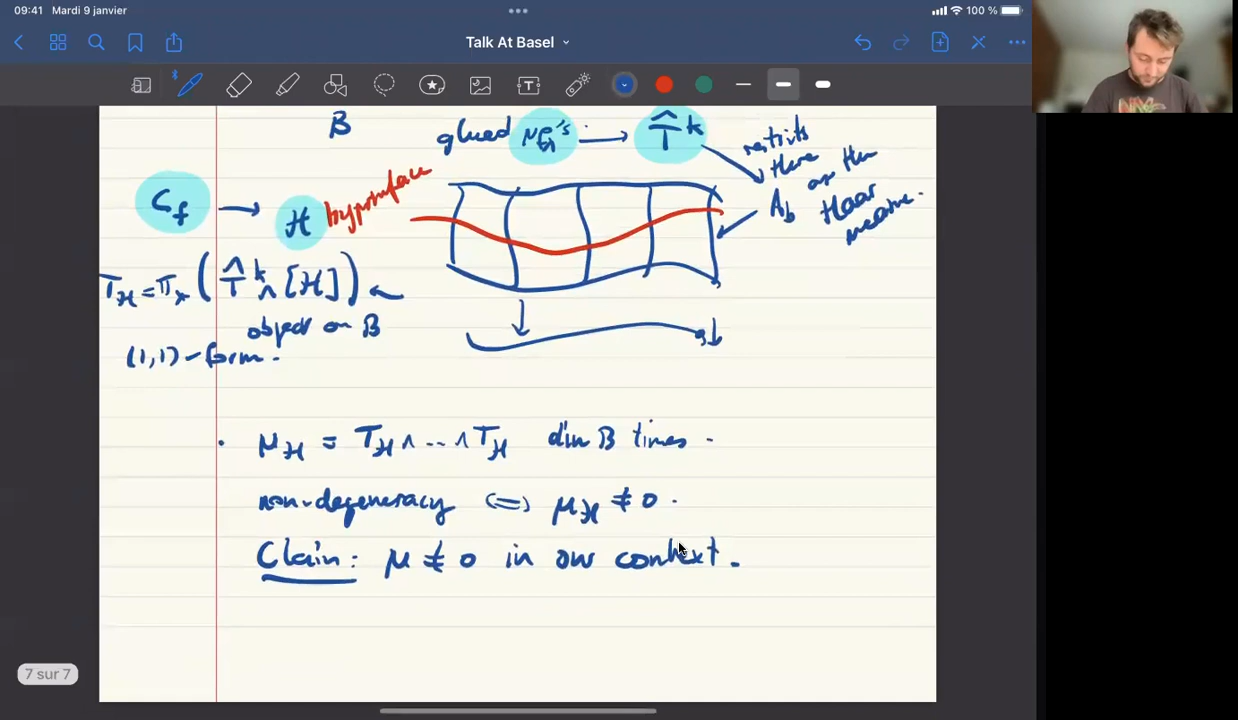 09:41 Mardi 9 janvier
100 %
Talk At Basel
B
glued μ_{f_b}'s → T̂^k
restricts there as the Haar measure.
A_b
C_f → H hypersurface
T_H = π_* ( T̂^k ∧ [H] ) ←
object on B
(1,1)-form.
• μ_H = T_H ∧ ... ∧ T_H dim B times.
non-degeneracy ⟺ μ_H ≠ 0.
Claim: μ ≠ 0 in our context.
7 sur 7